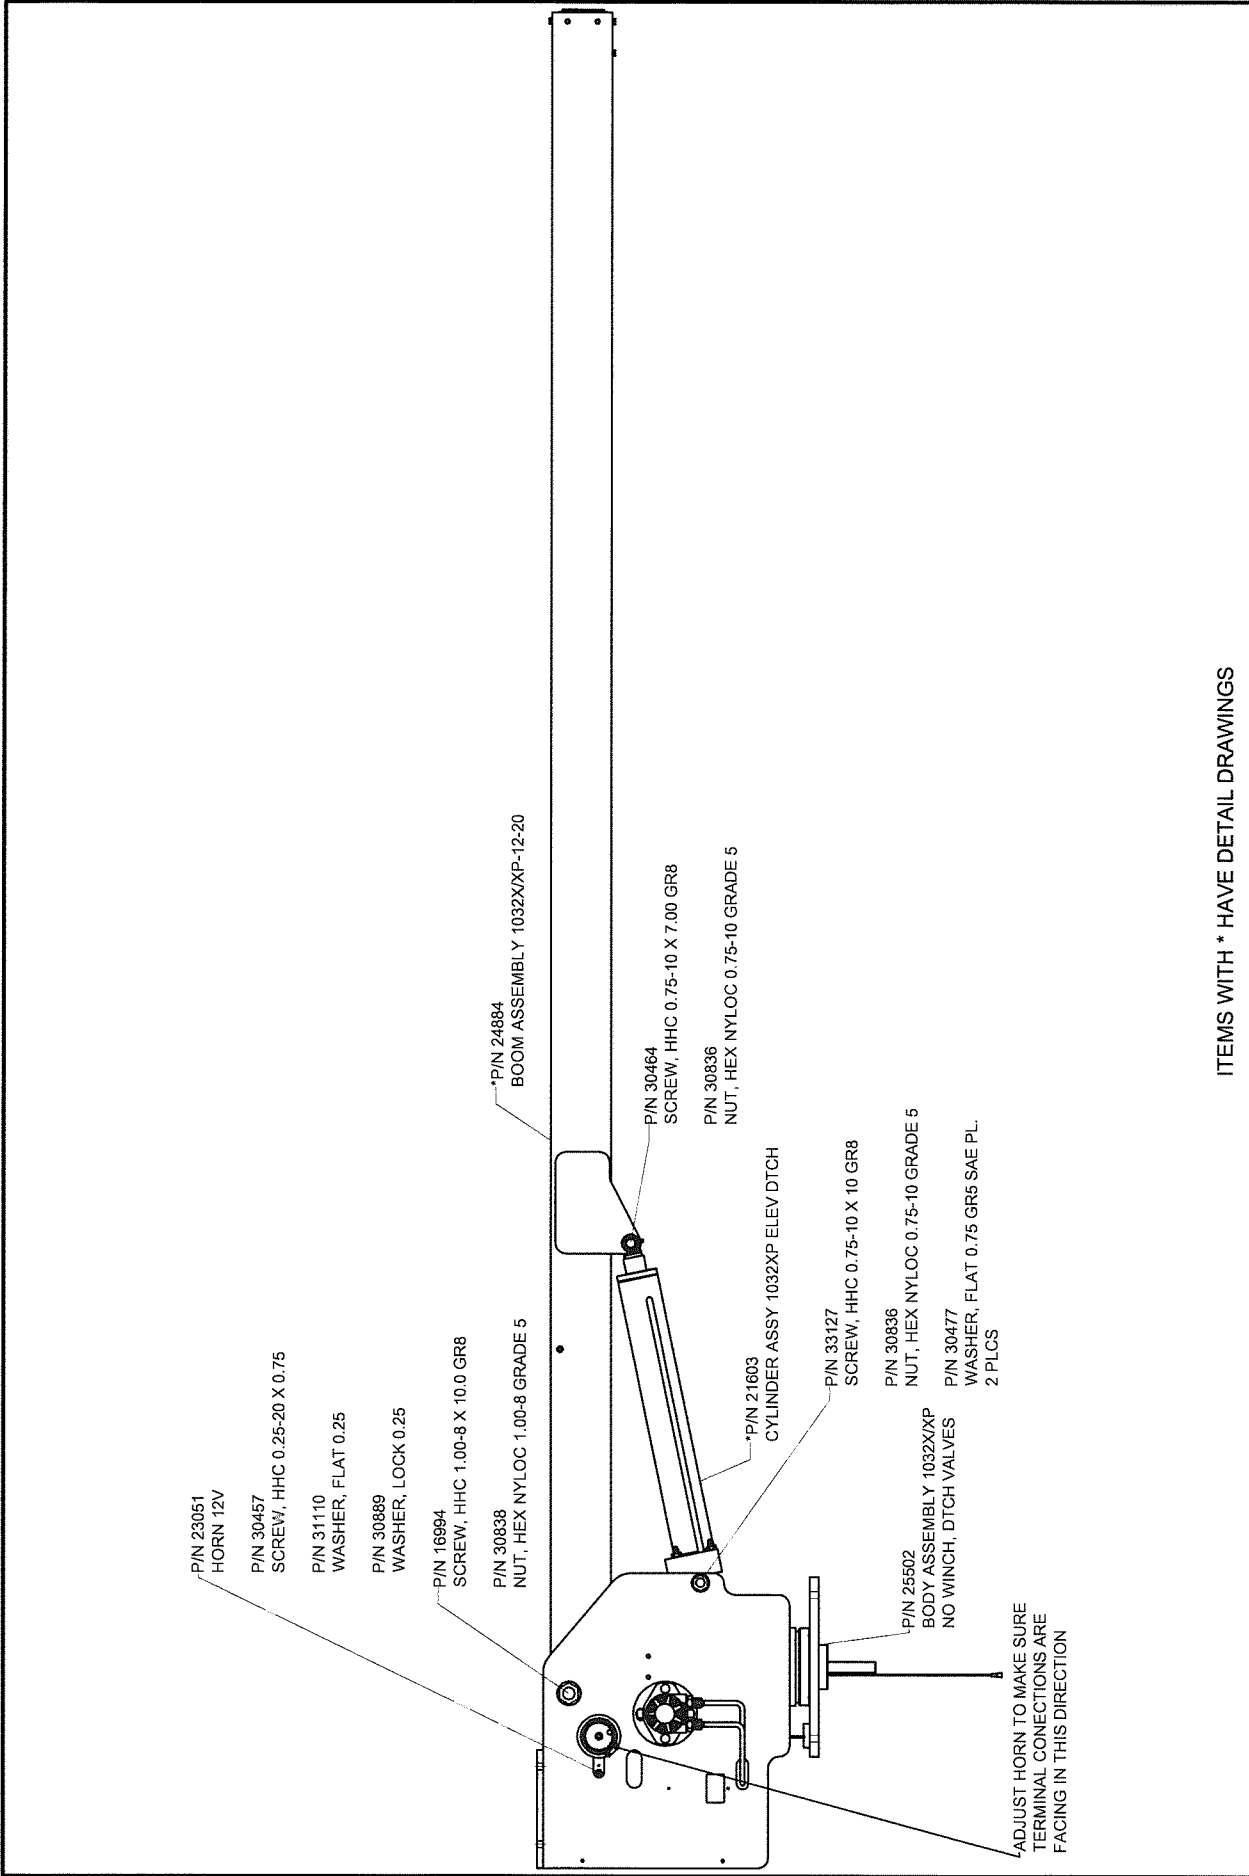 P/N 23051
HORN 12V
P/N 30457
SCREW, HHC 0.25-20 X 0.75
P/N 31110
WASHER, FLAT 0.25
P/N 30889
WASHER, LOCK 0.25
P/N 16994
SCREW, HHC 1.00-8 X 10.0 GR8
P/N 30838
NUT, HEX NYLOC 1.00-8 GRADE 5
*P/N 24884
BOOM ASSEMBLY 1032X/XP-12-20
P/N 30464
SCREW, HHC 0.75-10 X 7.00 GR8
P/N 30836
NUT, HEX NYLOC 0.75-10 GRADE 5
*P/N 21603
CYLINDER ASSY 1032XP ELEV DTCH
P/N 33127
SCREW, HHC 0.75-10 X 10 GR8
P/N 30836
NUT, HEX NYLOC 0.75-10 GRADE 5
P/N 30477
WASHER, FLAT 0.75 GR5 SAE PL.
2 PLCS
P/N 25502
BODY ASSEMBLY 1032X/XP
NO WINCH, DTCH VALVES
ADJUST HORN TO MAKE SURE
TERMINAL CONECTIONS ARE
FACING IN THIS DIRECTION
ITEMS WITH * HAVE DETAIL DRAWINGS